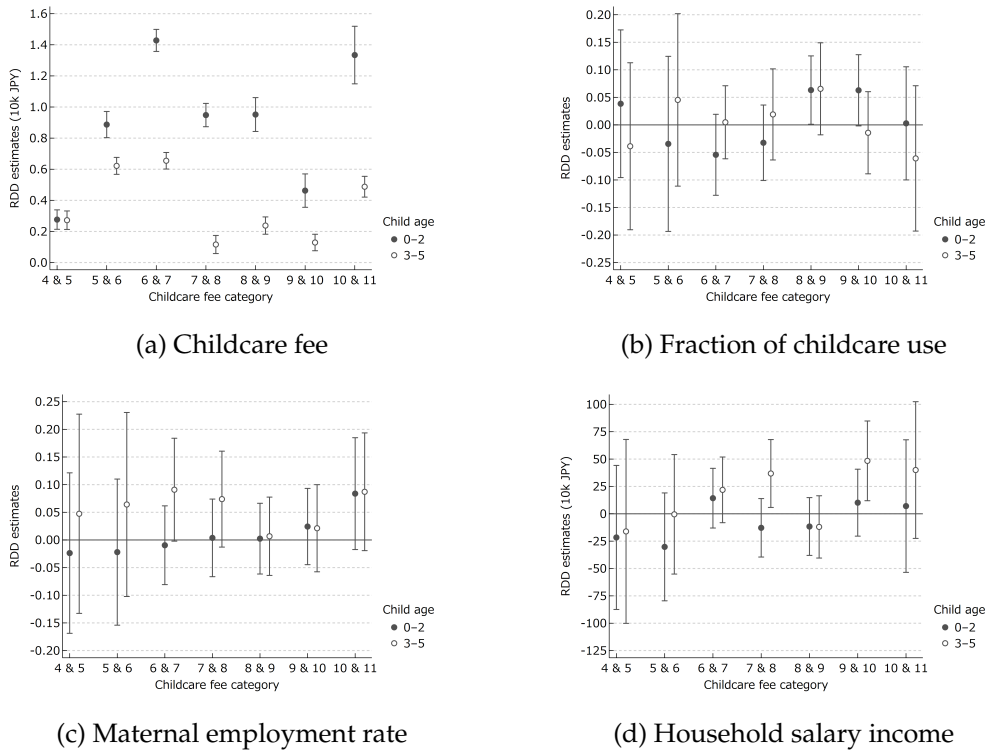 RDD estimates (10k JPY)
1.6
1.4
1.2
1.0
0.8
0.6
0.4
0.2
0.0
4 & 5
5 & 6
6 & 7
7 & 8
8 & 9
9 & 10
10 & 11
Childcare fee category
Child age
0–2
3–5
(a) Childcare fee
RDD estimates
0.20
0.15
0.10
0.05
0.00
-0.05
-0.10
-0.15
-0.20
-0.25
4 & 5
5 & 6
6 & 7
7 & 8
8 & 9
9 & 10
10 & 11
Childcare fee category
Child age
0–2
3–5
(b) Fraction of childcare use
RDD estimates
0.25
0.20
0.15
0.10
0.05
0.00
-0.05
-0.10
-0.15
-0.20
4 & 5
5 & 6
6 & 7
7 & 8
8 & 9
9 & 10
10 & 11
Childcare fee category
Child age
0–2
3–5
(c) Maternal employment rate
RDD estimates (10k JPY)
100
75
50
25
0
-25
-50
-75
-100
-125
4 & 5
5 & 6
6 & 7
7 & 8
8 & 9
9 & 10
10 & 11
Childcare fee category
Child age
0–2
3–5
(d) Household salary income